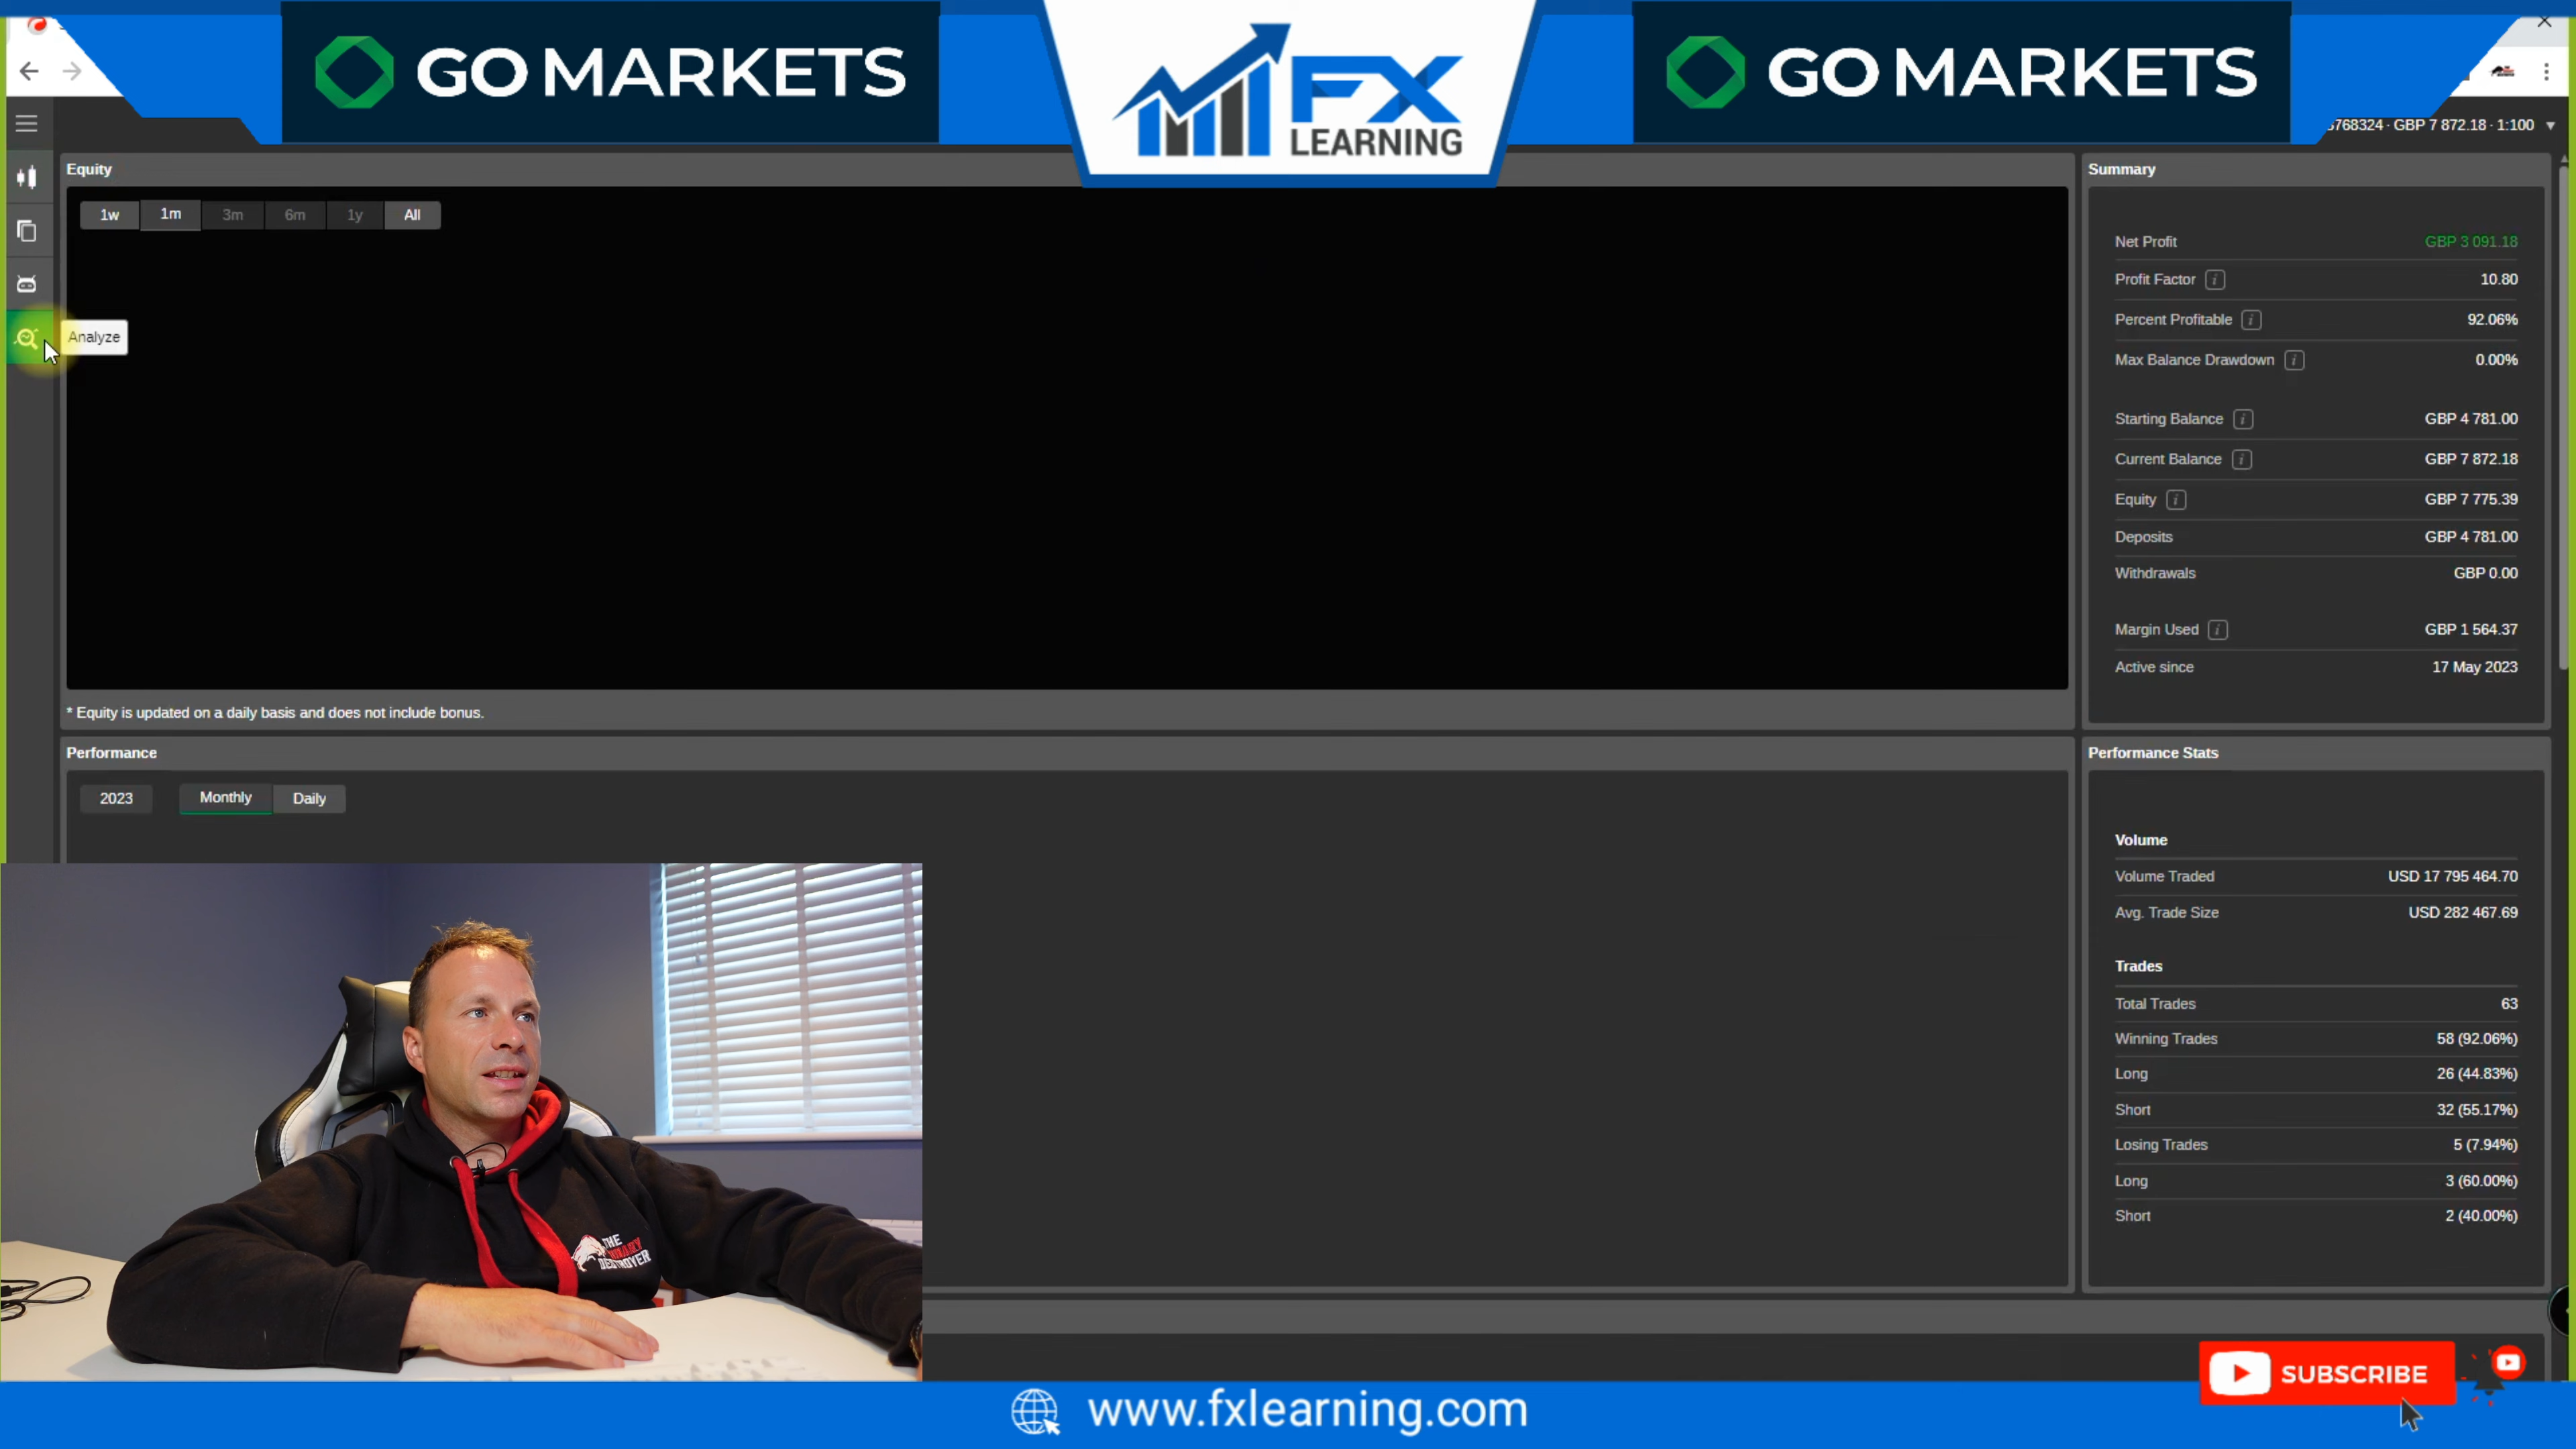 GO MARKETS
FX
LEARNING
GO MARKETS
768324 · GBP 7 872.18 · 1:100
Equity
1w 1m 3m 6m 1y All
Analyze
* Equity is updated on a daily basis and does not include bonus.
Summary
Net Profit GBP 3 091.18
Profit Factor i 10.80
Percent Profitable i 92.06%
Max Balance Drawdown i 0.00%
Starting Balance i GBP 4 781.00
Current Balance i GBP 7 872.18
Equity i GBP 7 775.39
Deposits GBP 4 781.00
Withdrawals GBP 0.00
Margin Used i GBP 1 564.37
Active since 17 May 2023
Performance
2023 Monthly Daily
Performance Stats
Volume
Volume Traded USD 17 795 464.70
Avg. Trade Size USD 282 467.69
Trades
Total Trades 63
Winning Trades 58 (92.06%)
Long 26 (44.83%)
Short 32 (55.17%)
Losing Trades 5 (7.94%)
Long 3 (60.00%)
Short 2 (40.00%)
THE
BINARY
DESTROYER
SUBSCRIBE
www.fxlearning.com